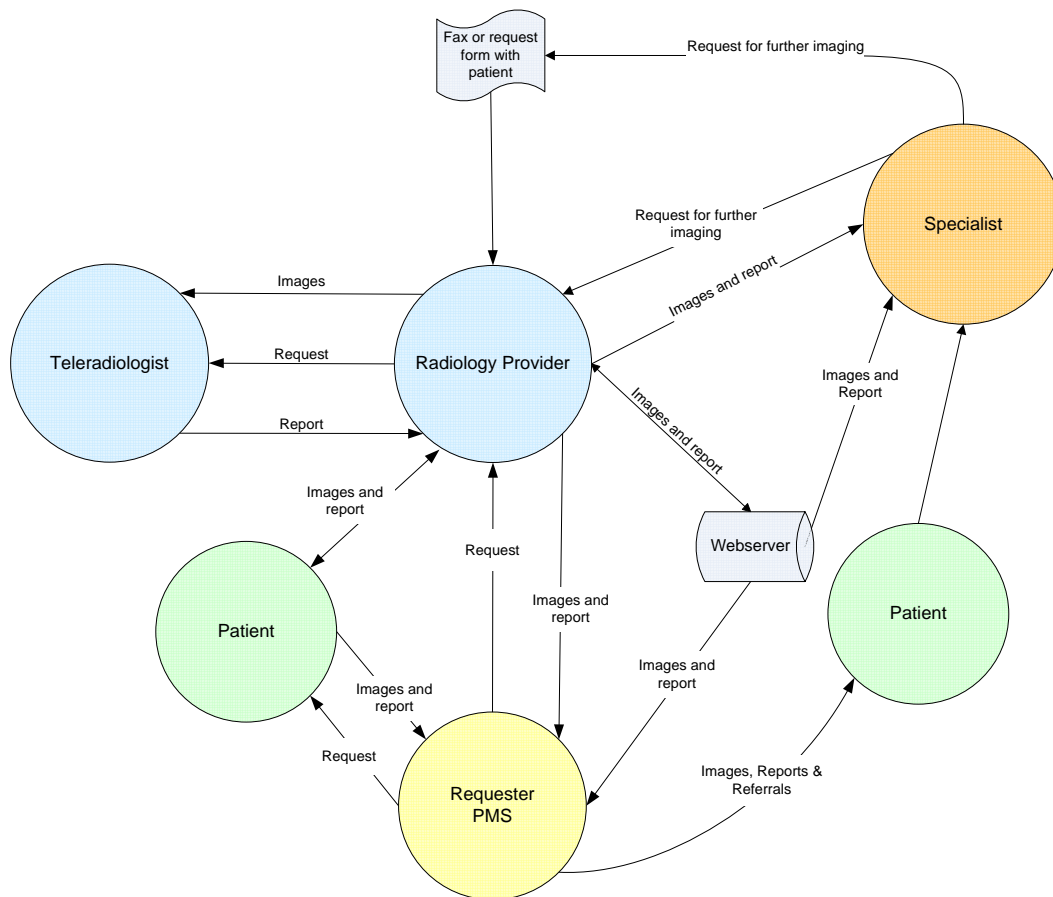 Fax or request
form with
patient
Request for further imaging
Specialist
Request for further
imaging
Images and report
Images
Teleradiologist
Request
Radiology Provider
Report
Images and
Report
Images and report
Images and
report
Webserver
Request
Images and
report
Patient
Patient
Images and
report
Images and
report
Request
Requester
PMS
Images, Reports &
Referrals